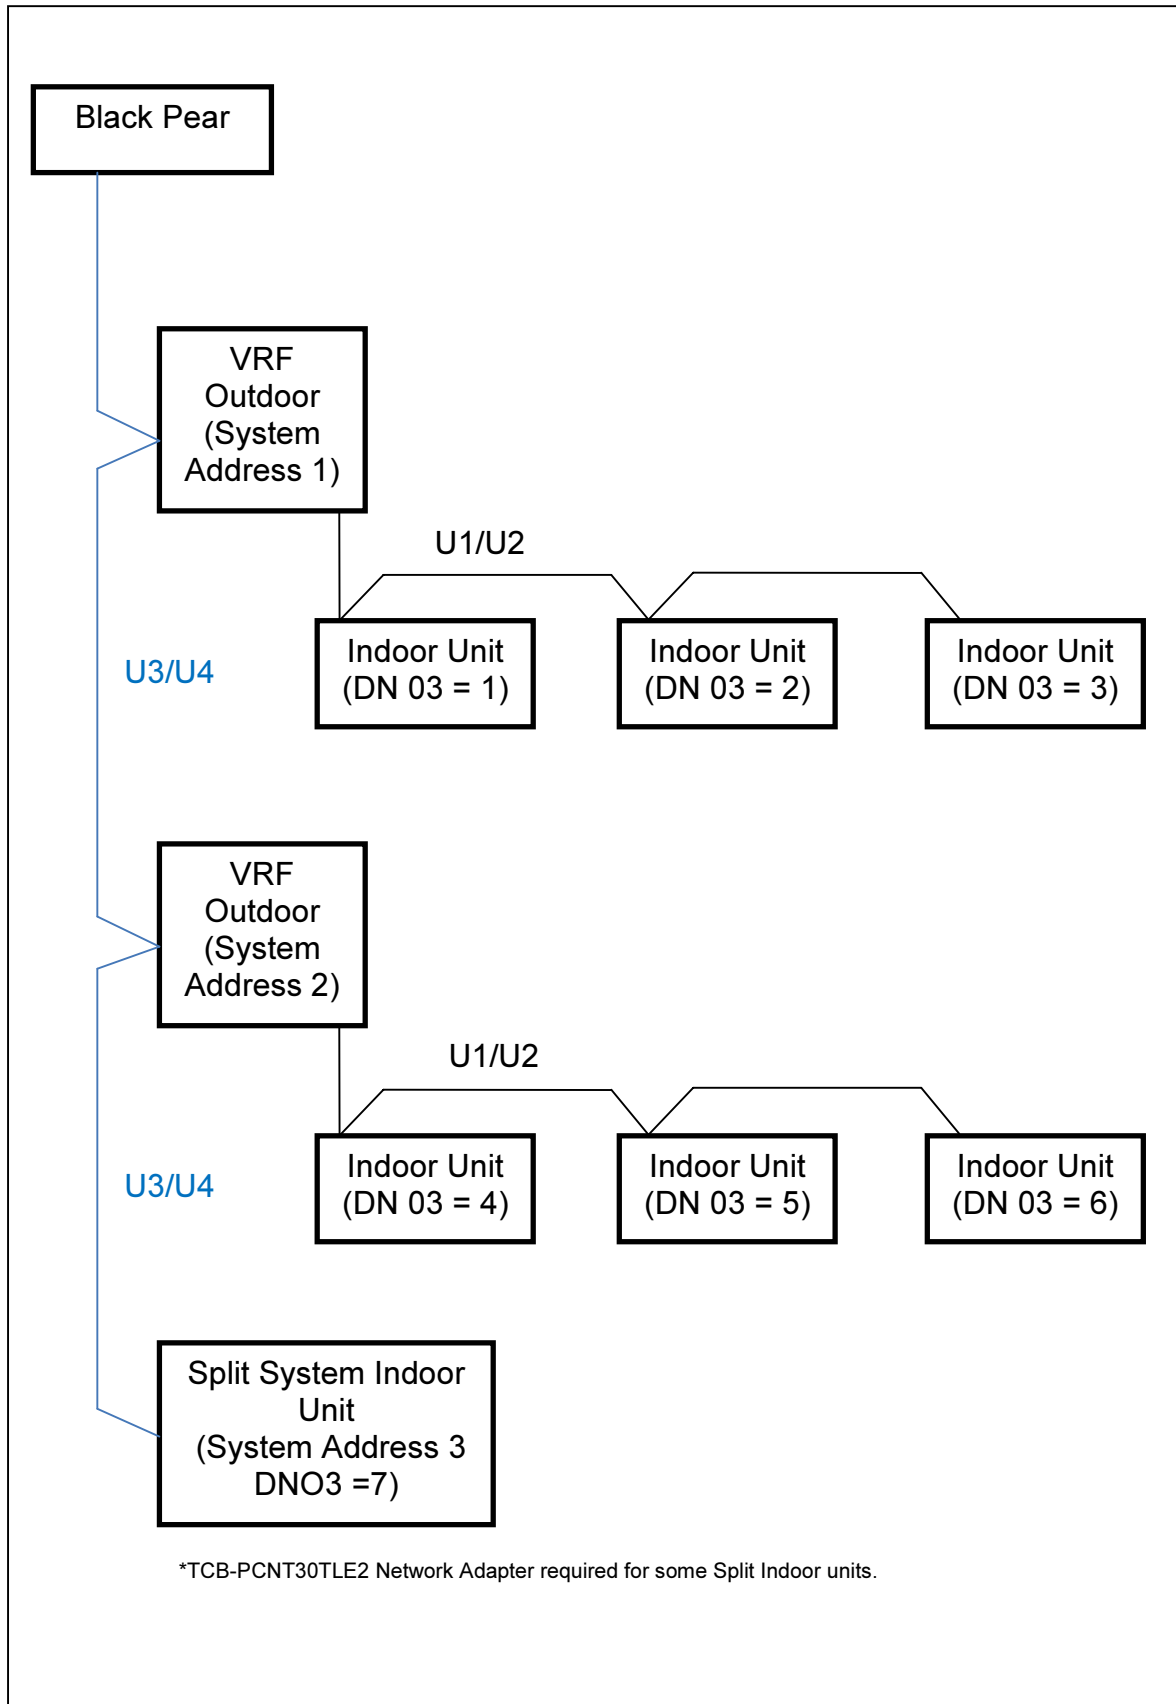 Black Pear
VRF
Outdoor
(System
Address 1)
U1/U2
Indoor Unit
(DN 03 = 1)
Indoor Unit
(DN 03 = 2)
Indoor Unit
(DN 03 = 3)
U3/U4
VRF
Outdoor
(System
Address 2)
U1/U2
Indoor Unit
(DN 03 = 4)
Indoor Unit
(DN 03 = 5)
Indoor Unit
(DN 03 = 6)
U3/U4
Split System Indoor
Unit
(System Address 3
DNO3 =7)
*TCB-PCNT30TLE2 Network Adapter required for some Split Indoor units.